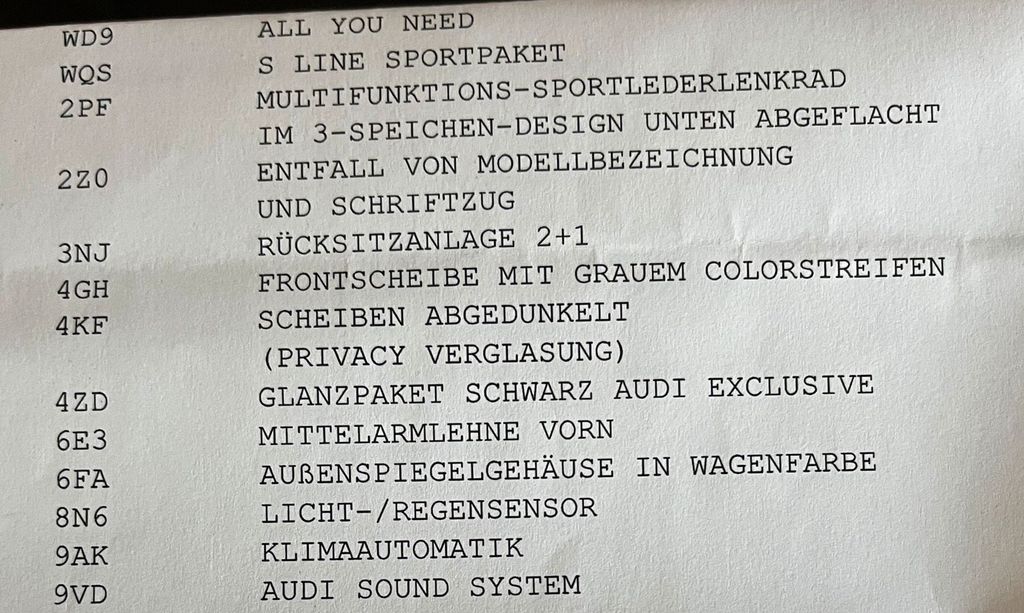 WD9 ALL YOU NEED
WQS S LINE SPORTPAKET
2PF MULTIFUNKTIONS-SPORTLEDERLENKRAD
IM 3-SPEICHEN-DESIGN UNTEN ABGEFLACHT
2Z0 ENTFALL VON MODELLBEZEICHNUNG
UND SCHRIFTZUG
3NJ RÜCKSITZANLAGE 2+1
4GH FRONTSCHEIBE MIT GRAUEM COLORSTREIFEN
4KF SCHEIBEN ABGEDUNKELT
(PRIVACY VERGLASUNG)
4ZD GLANZPAKET SCHWARZ AUDI EXCLUSIVE
6E3 MITTELARMLEHNE VORN
6FA AUßENSPIEGELGEHÄUSE IN WAGENFARBE
8N6 LICHT-/REGENSENSOR
9AK KLIMAAUTOMATIK
9VD AUDI SOUND SYSTEM